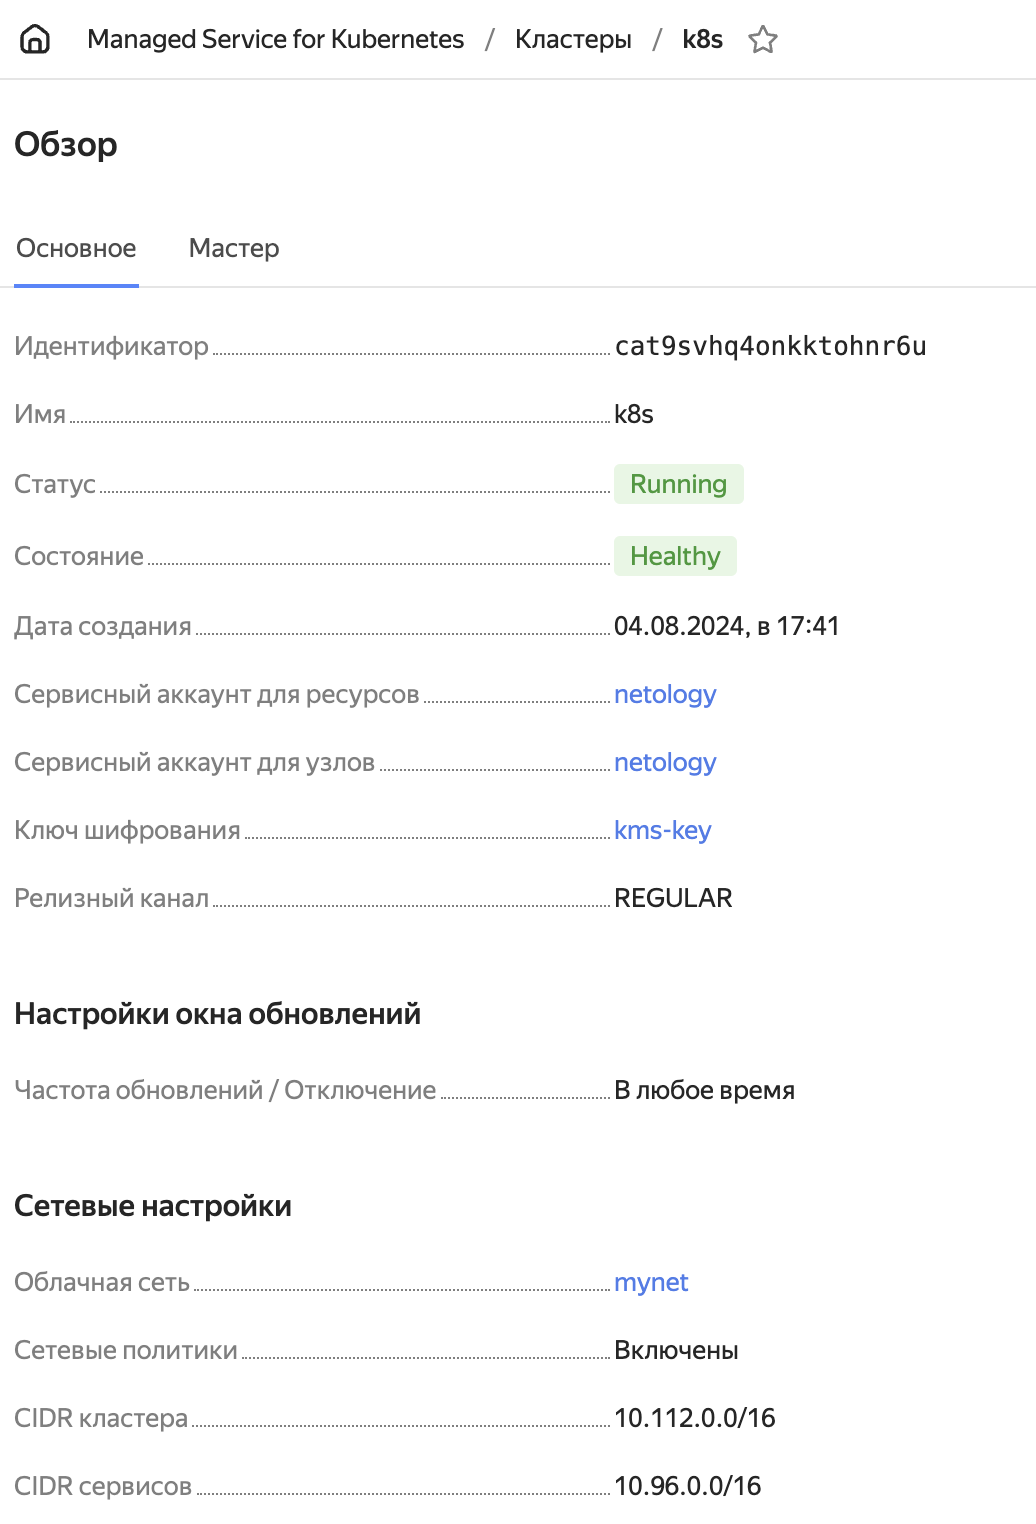 Managed Service for Kubernetes / Кластеры / k8s
Обзор
Основное Мастер
Идентификатор cat9svhq4onkktohnr6u
Имя k8s
Статус Running
Состояние Healthy
Дата создания 04.08.2024, в 17:41
Сервисный аккаунт для ресурсов netology
Сервисный аккаунт для узлов netology
Ключ шифрования kms-key
Релизный канал REGULAR
Настройки окна обновлений
Частота обновлений / Отключение В любое время
Сетевые настройки
Облачная сеть mynet
Сетевые политики Включены
CIDR кластера 10.112.0.0/16
CIDR сервисов 10.96.0.0/16